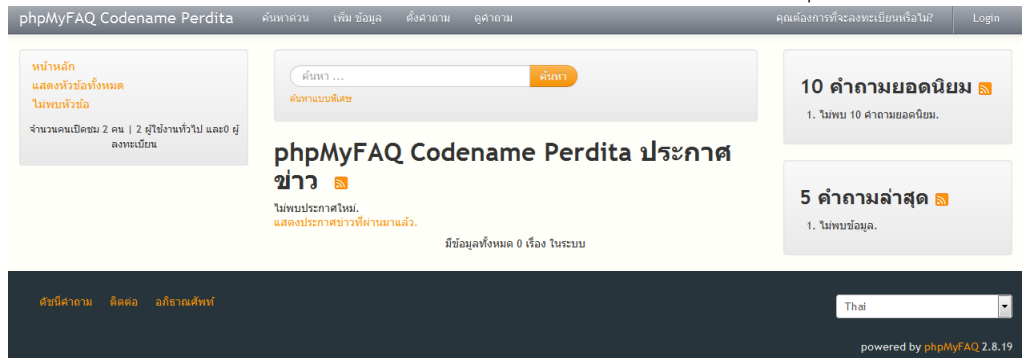 phpMyFAQ Codename Perdita ค้นหาด่วน เพิ่ม ข้อมูล ตั้งคำถาม ดูคำถาม คุณต้องการที่จะลงทะเบียนหรือไม่? Login
หน้าหลัก
แสดงหัวข้อทั้งหมด
ไม่พบหัวข้อ
จำนวนคนเปิดชม 2 คน | 2 ผู้ใช้งานทั่วไป และ0 ผู้
ลงทะเบียน
ค้นหา ... ค้นหา
ค้นหาแบบพิเศษ
phpMyFAQ Codename Perdita ประกาศ
ข่าว
ไม่พบประกาศใหม่.
แสดงประกาศข่าวที่ผ่านมาแล้ว.
มีข้อมูลทั้งหมด 0 เรื่อง ในระบบ
10 คำถามยอดนิยม
1. ไม่พบ 10 คำถามยอดนิยม.
5 คำถามล่าสุด
1. ไม่พบข้อมูล.
ดัชนีคำถาม ติดต่อ อภิธาณศัพท์
Thai
powered by phpMyFAQ 2.8.19